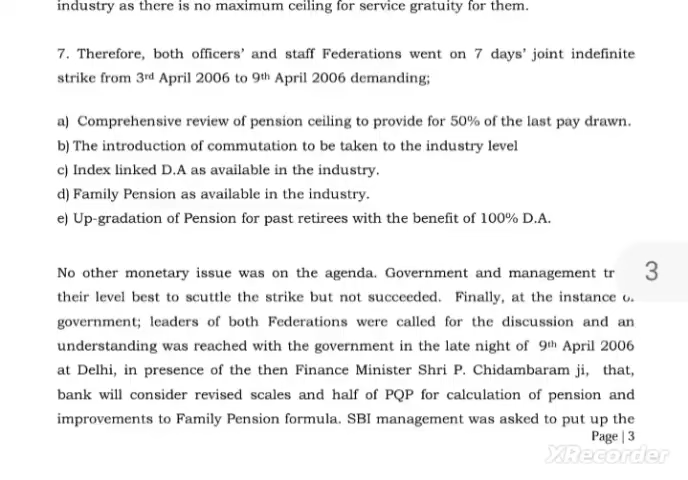 industry as there is no maximum ceiling for service gratuity for them.
7. Therefore, both officers' and staff Federations went on 7 days' joint indefinite
strike from 3rd April 2006 to 9th April 2006 demanding;
a) Comprehensive review of pension ceiling to provide for 50% of the last pay drawn.
b) The introduction of commutation to be taken to the industry level
c) Index linked D.A as available in the industry.
d) Family Pension as available in the industry.
e) Up-gradation of Pension for past retirees with the benefit of 100% D.A.
No other monetary issue was on the agenda. Government and management tr
3
their level best to scuttle the strike but not succeeded. Finally, at the instance
government; leaders of both Federations were called for the discussion and an
understanding was reached with the government in the late night of 9th April 2006
at Delhi, in presence of the then Finance Minister Shri P. Chidambaram ji, that,
bank will consider revised scales and half of PQP for calculation of pension and
improvements to Family Pension formula. SBI management was asked to put up the
Page | 3
XRecorder